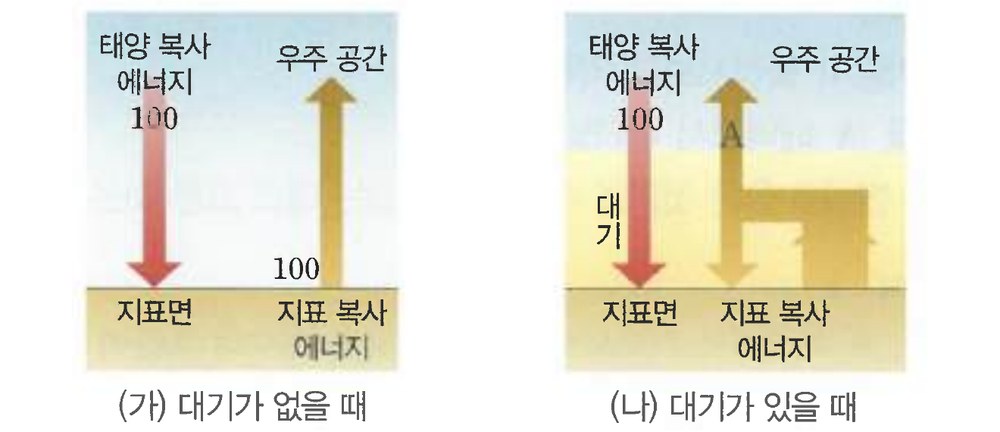 태양 복사
에너지
100
우주 공간
100
지표면
지표 복사
에너지
(가) 대기가 없을 때
태양 복사
에너지
100
우주 공간
A
대
기
지표면
지표 복사
에너지
(나) 대기가 있을 때